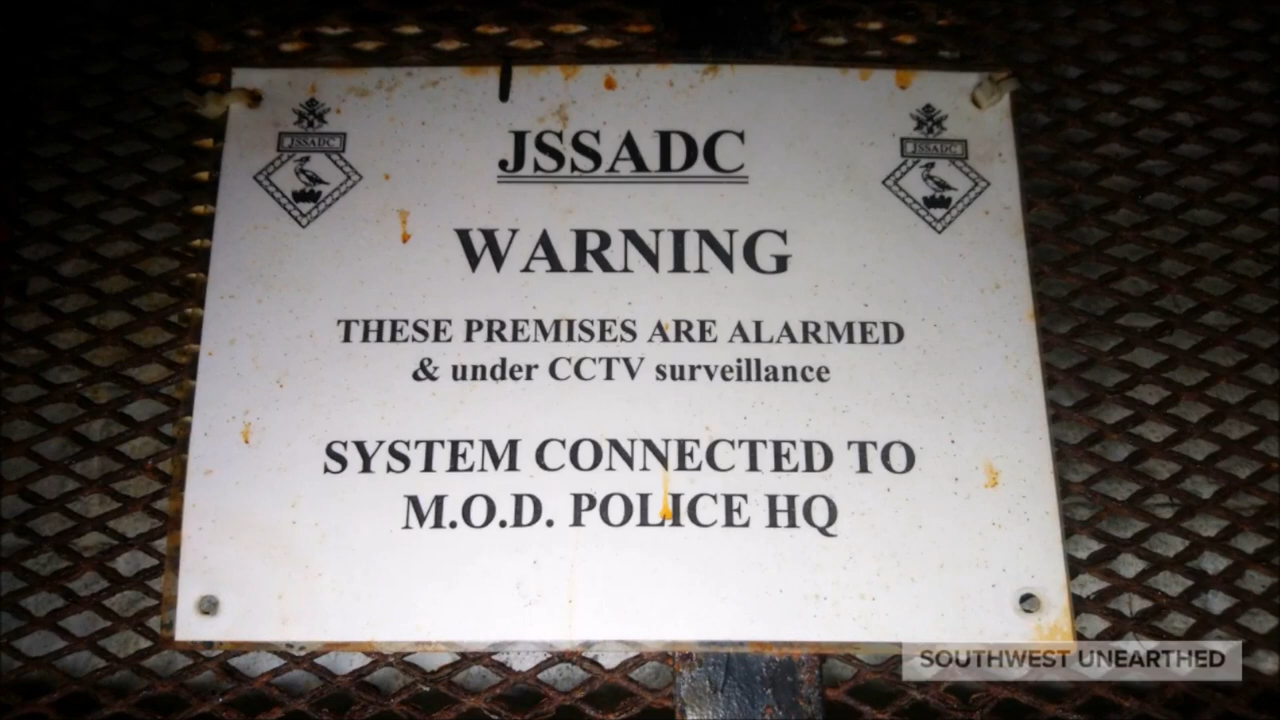 JSSADC
JSSADC
JSSADC
WARNING
THESE PREMISES ARE ALARMED
& under CCTV surveillance
SYSTEM CONNECTED TO
M.O.D. POLICE HQ
SOUTHWEST UNEARTHED